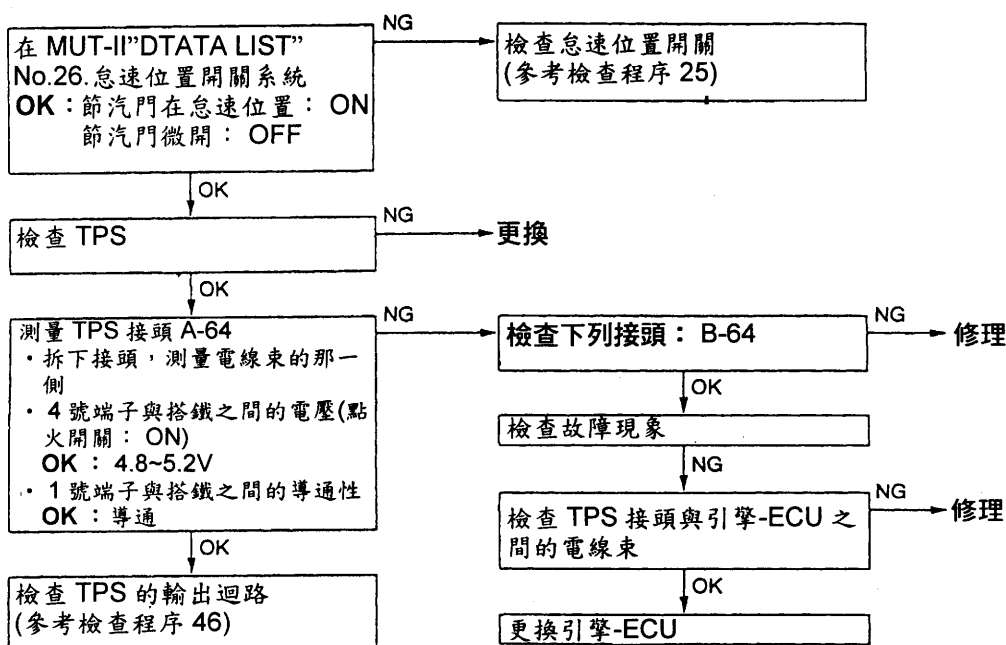 在 MUT-II"DTATA LIST"
No.26.怠速位置開關系統
OK：節汽門在怠速位置： ON
節汽門微開： OFF
NG
檢查怠速位置開關
(參考檢查程序 25)
OK
檢查 TPS
NG
更換
OK
測量 TPS 接頭 A-64
·拆下接頭，測量電線束的那一
側
· 4 號端子與搭鐵之間的電壓(點
火開關： ON)
OK ： 4.8~5.2V
· 1 號端子與搭鐵之間的導通性
OK ：導通
NG
檢查下列接頭： B-64
NG
修理
OK
檢查故障現象
NG
檢查 TPS 接頭與引擎-ECU 之
間的電線束
NG
修理
OK
更換引擎-ECU
OK
檢查 TPS 的輸出迴路
(參考檢查程序 46)